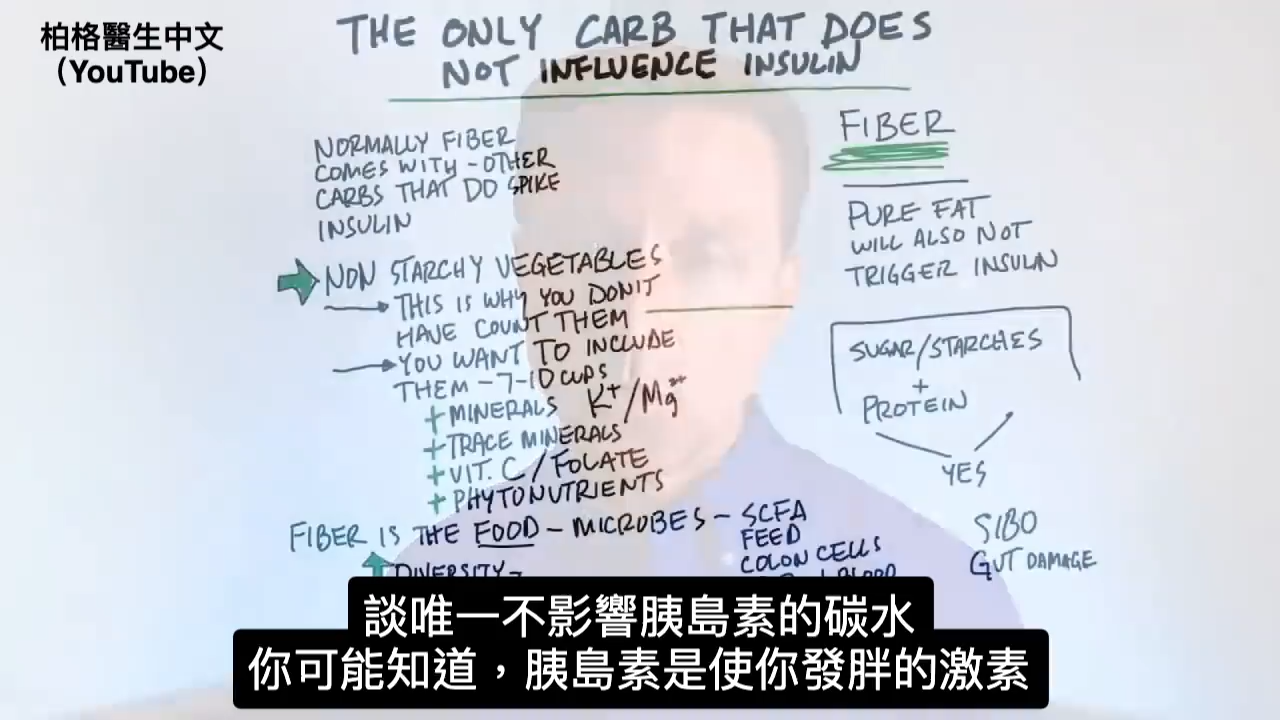 柏格醫生中文
（YouTube）
THE ONLY CARB THAT DOES
NOT INFLUENCE INSULIN
NORMALLY FIBER
COMES WITH - OTHER
CARBS THAT DO SPIKE
INSULIN
NON STARCHY VEGETABLES
THIS IS WHY YOU DON'T
HAVE COUNT THEM
YOU WANT TO INCLUDE
THEM - 7-10 CUPS
+ MINERALS K+/Mg++
+ TRACE MINERALS
+ VIT. C / FOLATE
+ PHYTONUTRIENTS
FIBER IS THE FOOD - MICROBES - SCFA
FEED
COLON CELLS
BLOOD
DIVERSITY -
FIBER
PURE FAT
WILL ALSO NOT
TRIGGER INSULIN
SUGAR/STARCHES
+
PROTEIN
YES
SIBO
GUT DAMAGE
談唯一不影響胰島素的碳水
你可能知道，胰島素是使你發胖的激素